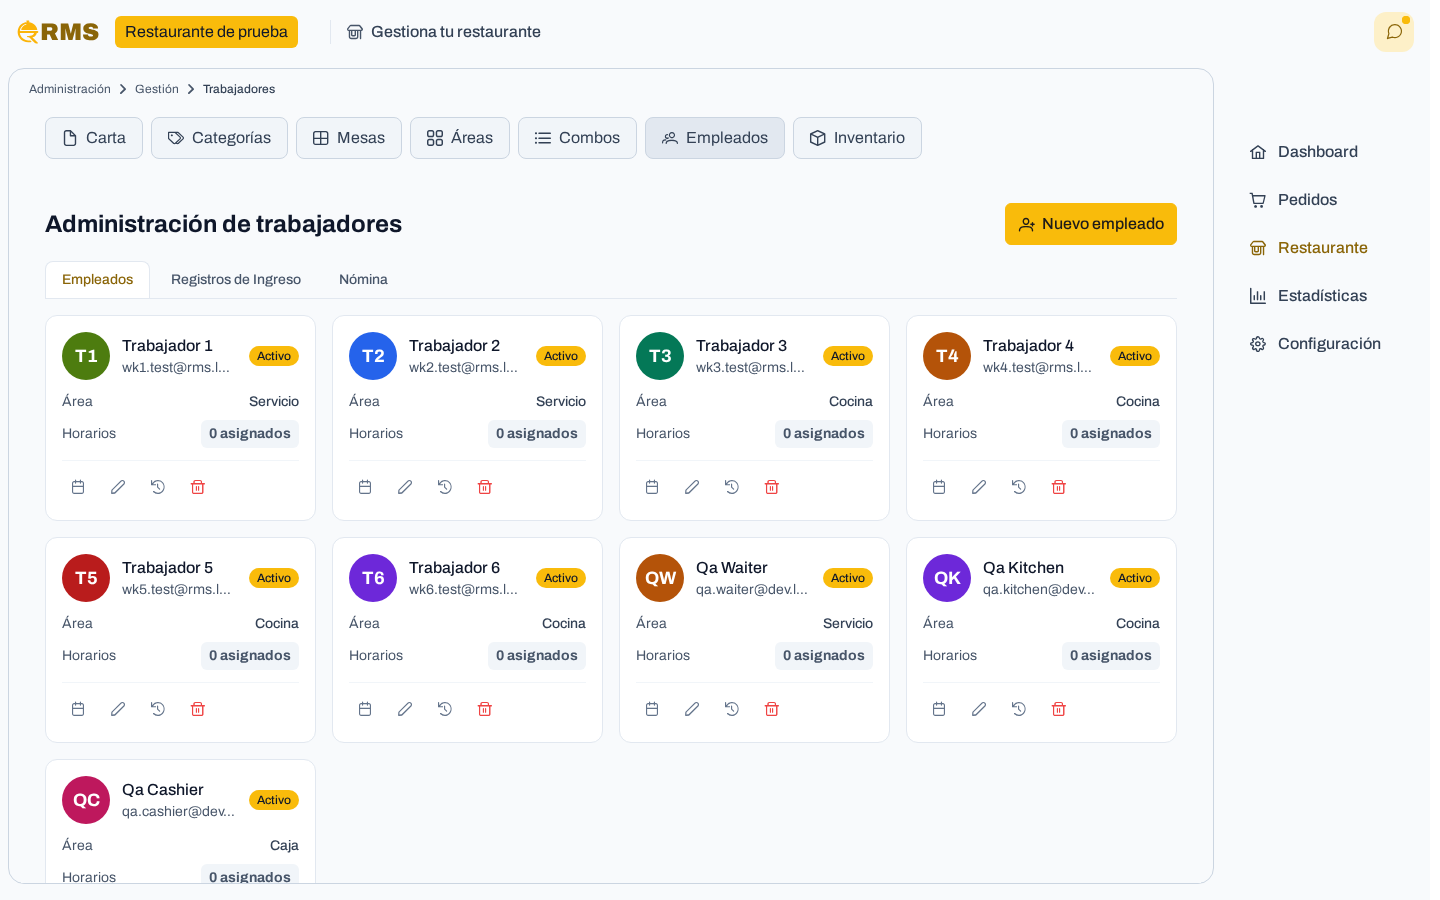 RMS Restaurante de prueba Gestiona tu restaurante
Administración Gestión Trabajadores
Carta Categorías Mesas Áreas Combos Empleados Inventario
Dashboard
Pedidos
Restaurante
Estadísticas
Configuración
Administración de trabajadores Nuevo empleado
Empleados Registros de Ingreso Nómina
T1 Trabajador 1 Activo
wk1.test@rms.l...
Área Servicio
Horarios 0 asignados
T2 Trabajador 2 Activo
wk2.test@rms.l...
Área Servicio
Horarios 0 asignados
T3 Trabajador 3 Activo
wk3.test@rms.l...
Área Cocina
Horarios 0 asignados
T4 Trabajador 4 Activo
wk4.test@rms.l...
Área Cocina
Horarios 0 asignados
T5 Trabajador 5 Activo
wk5.test@rms.l...
Área Cocina
Horarios 0 asignados
T6 Trabajador 6 Activo
wk6.test@rms.l...
Área Cocina
Horarios 0 asignados
QW Qa Waiter Activo
qa.waiter@dev.l...
Área Servicio
Horarios 0 asignados
QK Qa Kitchen Activo
qa.kitchen@dev...
Área Cocina
Horarios 0 asignados
QC Qa Cashier Activo
qa.cashier@dev...
Área Caja
Horarios 0 asignados